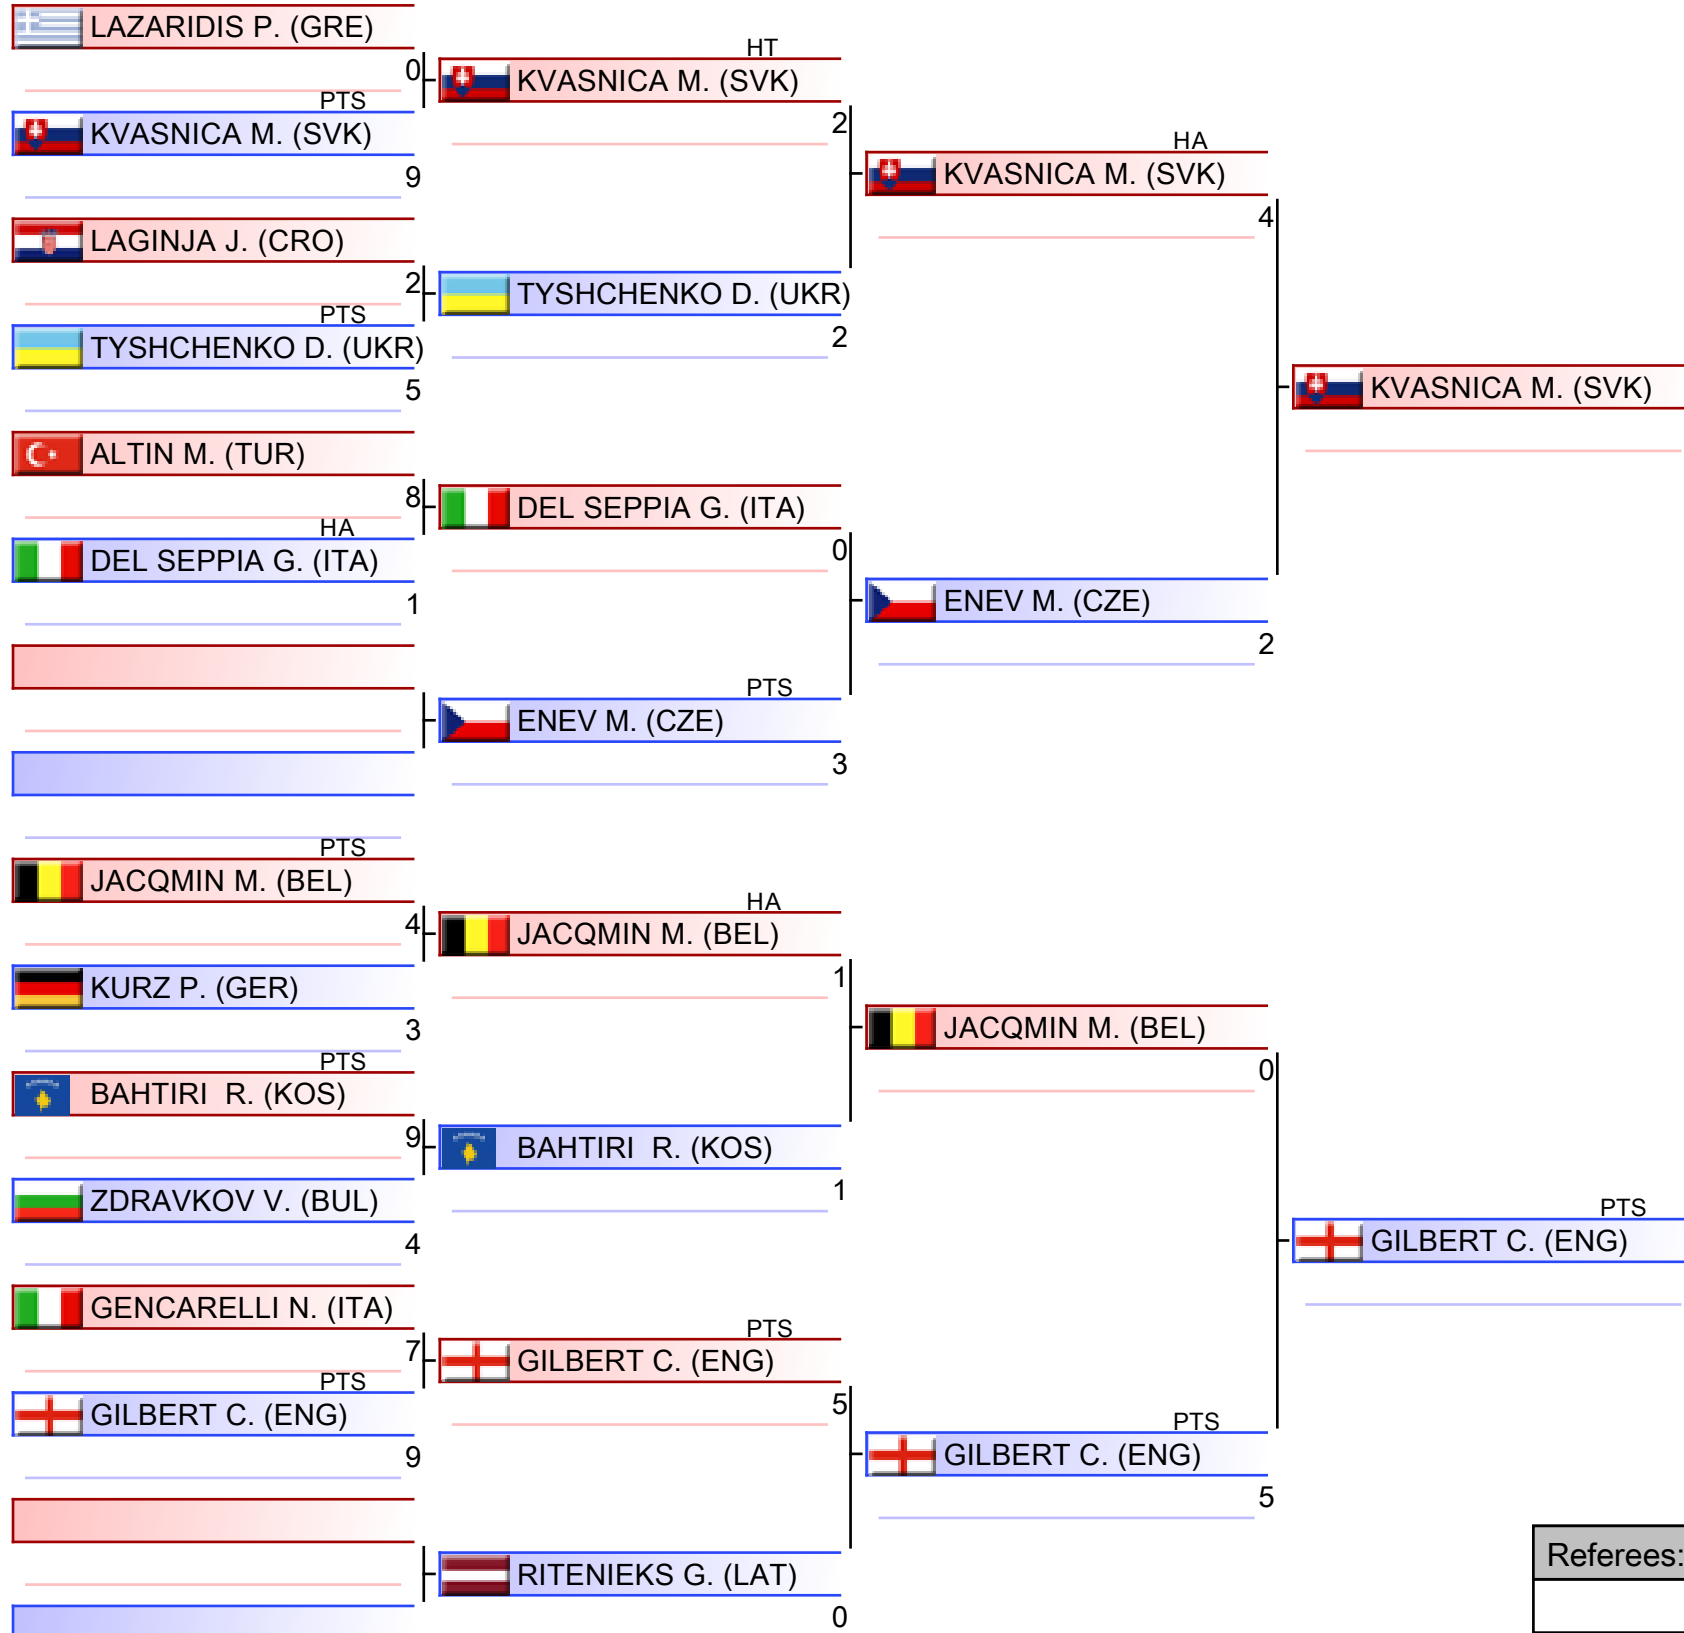 LAZARIDIS P. (GRE)
0
PTS
KVASNICA M. (SVK)
9
LAGINJA J. (CRO)
2
PTS
TYSHCHENKO D. (UKR)
5
ALTIN M. (TUR)
8
HA
DEL SEPPIA G. (ITA)
1
PTS
JACQMIN M. (BEL)
4
KURZ P. (GER)
3
PTS
BAHTIRI R. (KOS)
9
ZDRAVKOV V. (BUL)
4
GENCARELLI N. (ITA)
7
PTS
GILBERT C. (ENG)
9
HT
KVASNICA M. (SVK)
2
TYSHCHENKO D. (UKR)
2
DEL SEPPIA G. (ITA)
0
PTS
ENEV M. (CZE)
3
HA
JACQMIN M. (BEL)
1
BAHTIRI R. (KOS)
1
PTS
GILBERT C. (ENG)
5
RITENIEKS G. (LAT)
0
HA
KVASNICA M. (SVK)
4
ENEV M. (CZE)
2
JACQMIN M. (BEL)
0
PTS
GILBERT C. (ENG)
5
KVASNICA M. (SVK)
PTS
GILBERT C. (ENG)
Referees: